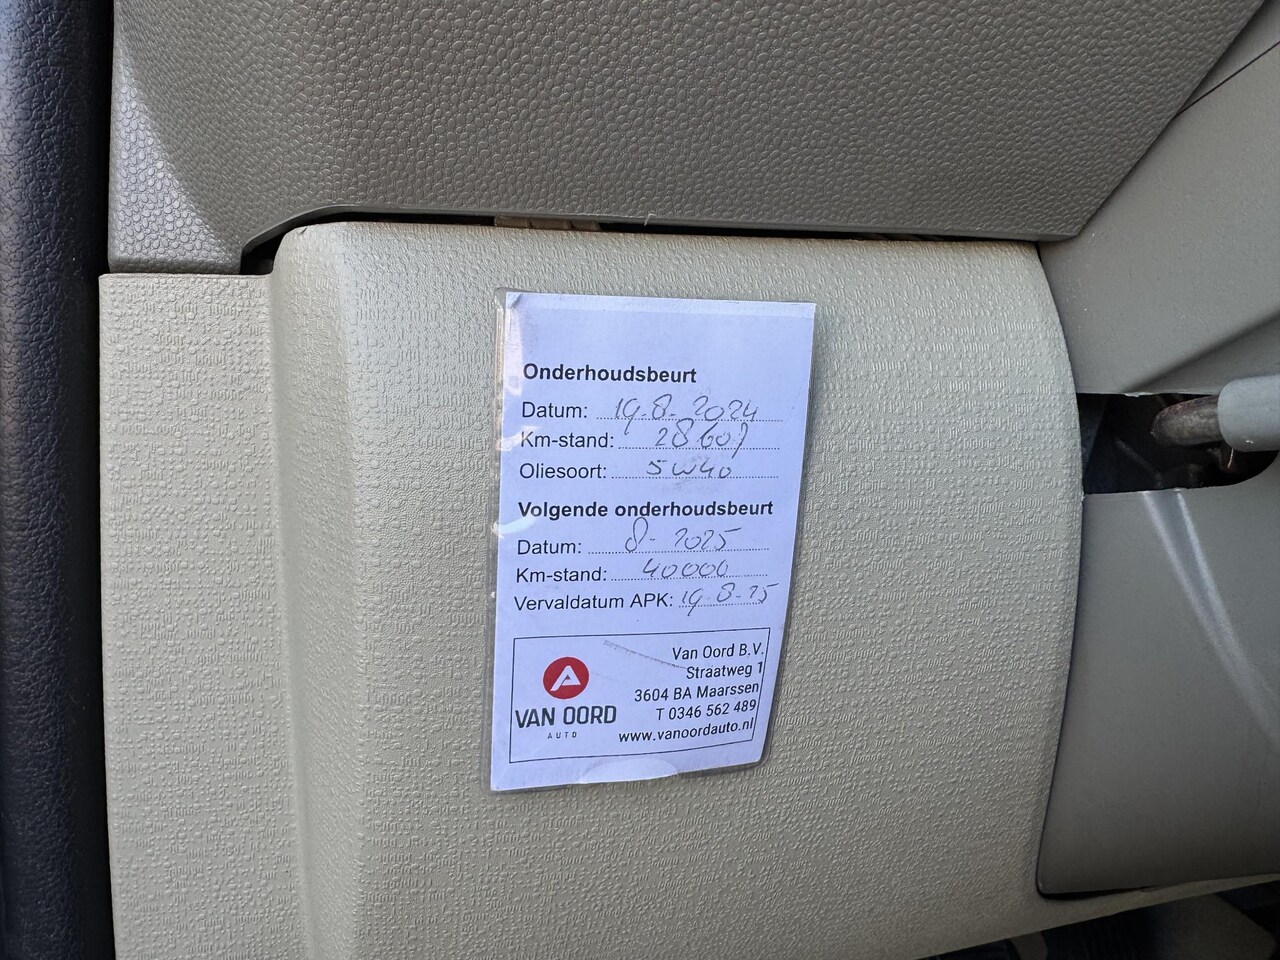 Onderhoudsbeurt
Datum: 19-8-2024
Km-stand: 28607
Oliesoort: 5W40
Volgende onderhoudsbeurt
Datum: 8-2025
Km-stand: 40000
Vervaldatum APK: 19-8-25
VAN OORD
AUTO
Van Oord B.V.
Straatweg 1
3604 BA Maarssen
T 0346 562 489
www.vanoordauto.nl